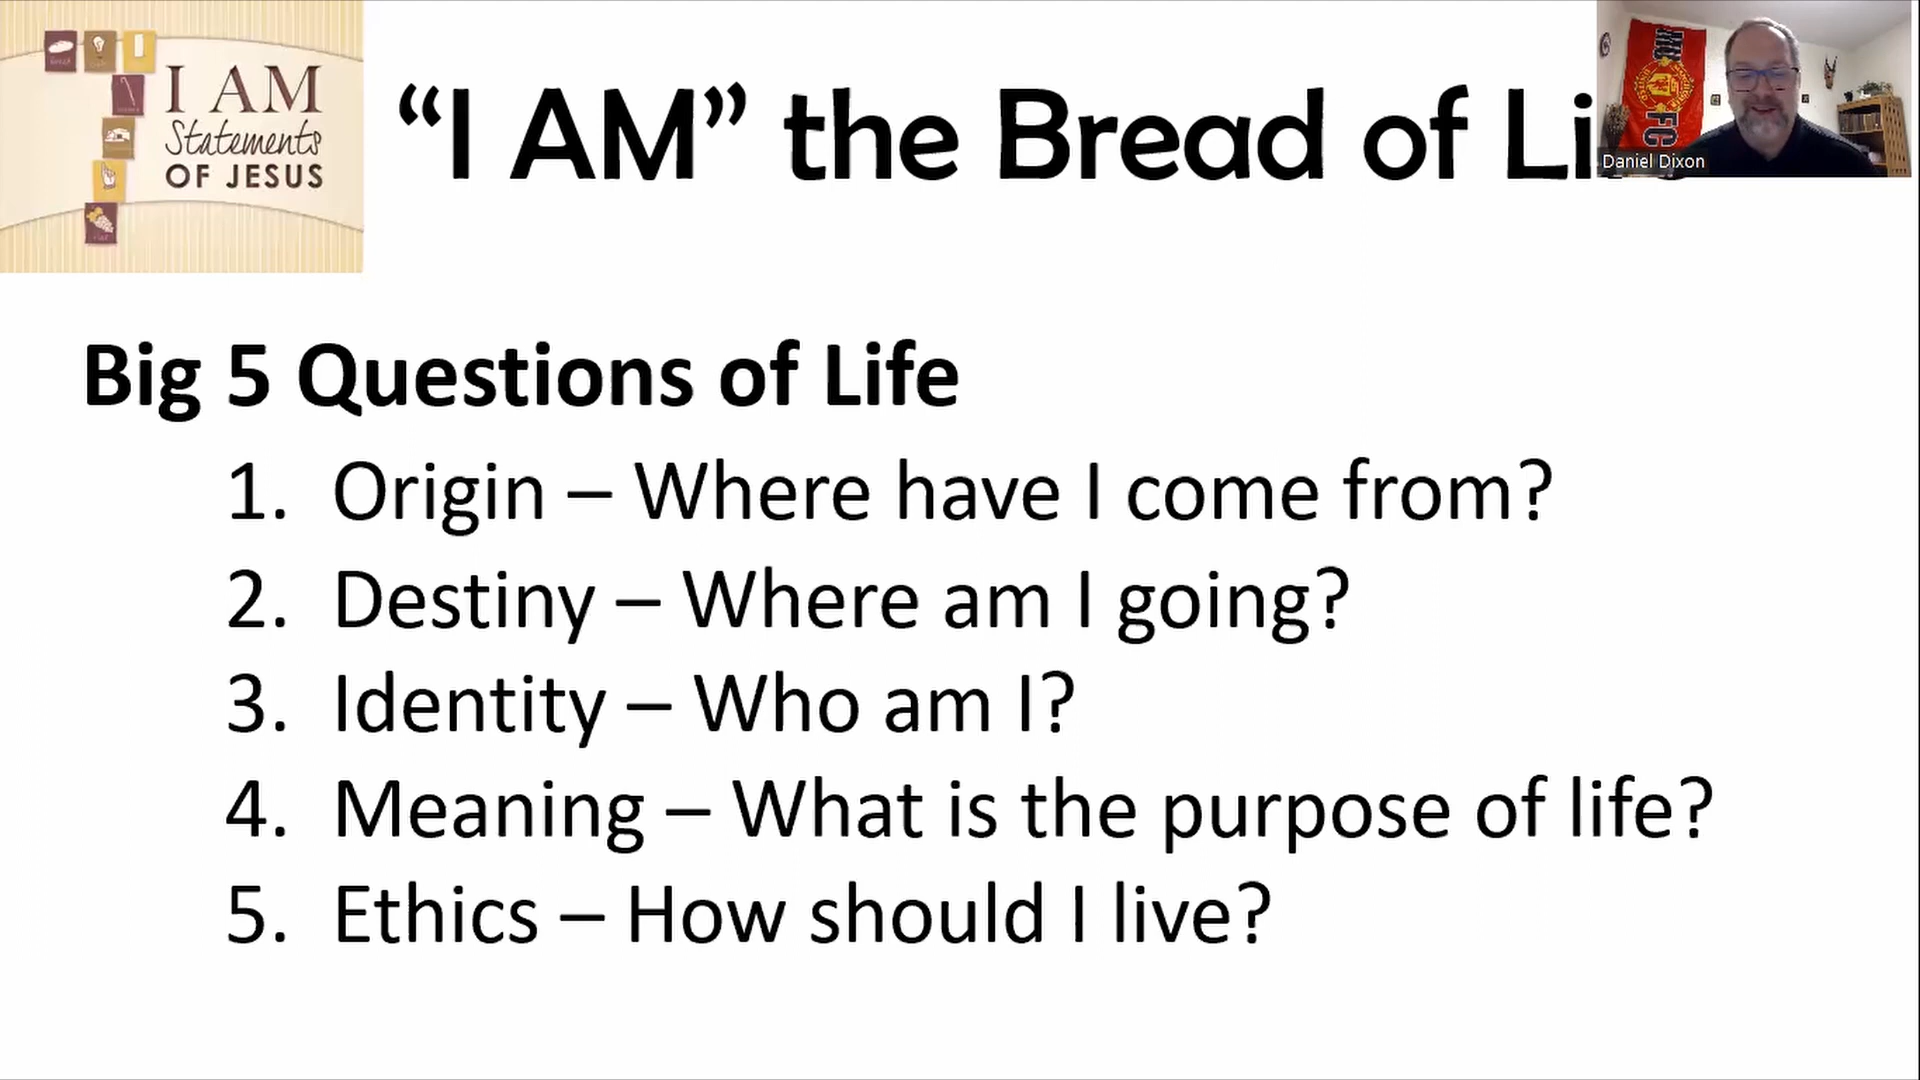 I AM
Statements
OF JESUS
“I AM” the Bread of Li
Daniel Dixon
Big 5 Questions of Life
1. Origin – Where have I come from?
2. Destiny – Where am I going?
3. Identity – Who am I?
4. Meaning – What is the purpose of life?
5. Ethics – How should I live?